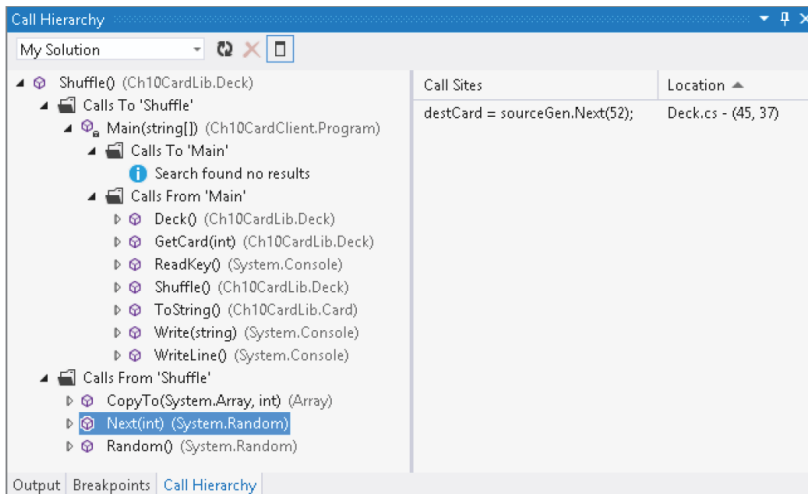 Call Hierarchy
My Solution
Shuffle() (Ch10CardLib.Deck)
Calls To 'Shuffle'
Main(string[]) (Ch10CardClient.Program)
Calls To 'Main'
Search found no results
Calls From 'Main'
Deck() (Ch10CardLib.Deck)
GetCard(int) (Ch10CardLib.Deck)
ReadKey() (System.Console)
Shuffle() (Ch10CardLib.Deck)
ToString() (Ch10CardLib.Card)
Write(string) (System.Console)
WriteLine() (System.Console)
Calls From 'Shuffle'
CopyTo(System.Array, int) (Array)
Next(int) (System.Random)
Random() (System.Random)
Call Sites Location
destCard = sourceGen.Next(52); Deck.cs - (45, 37)
Output Breakpoints Call Hierarchy